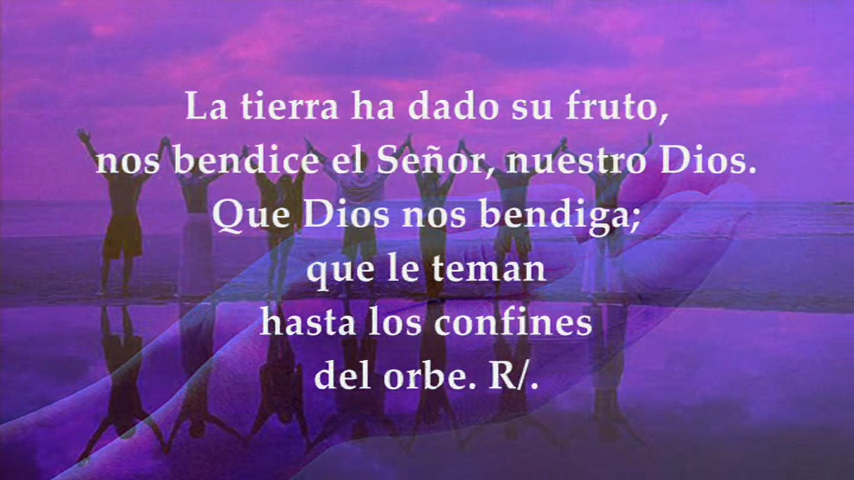 La tierra ha dado su fruto,
nos bendice el Señor, nuestro Dios.
Que Dios nos bendiga;
que le teman
hasta los confines
del orbe. R/.